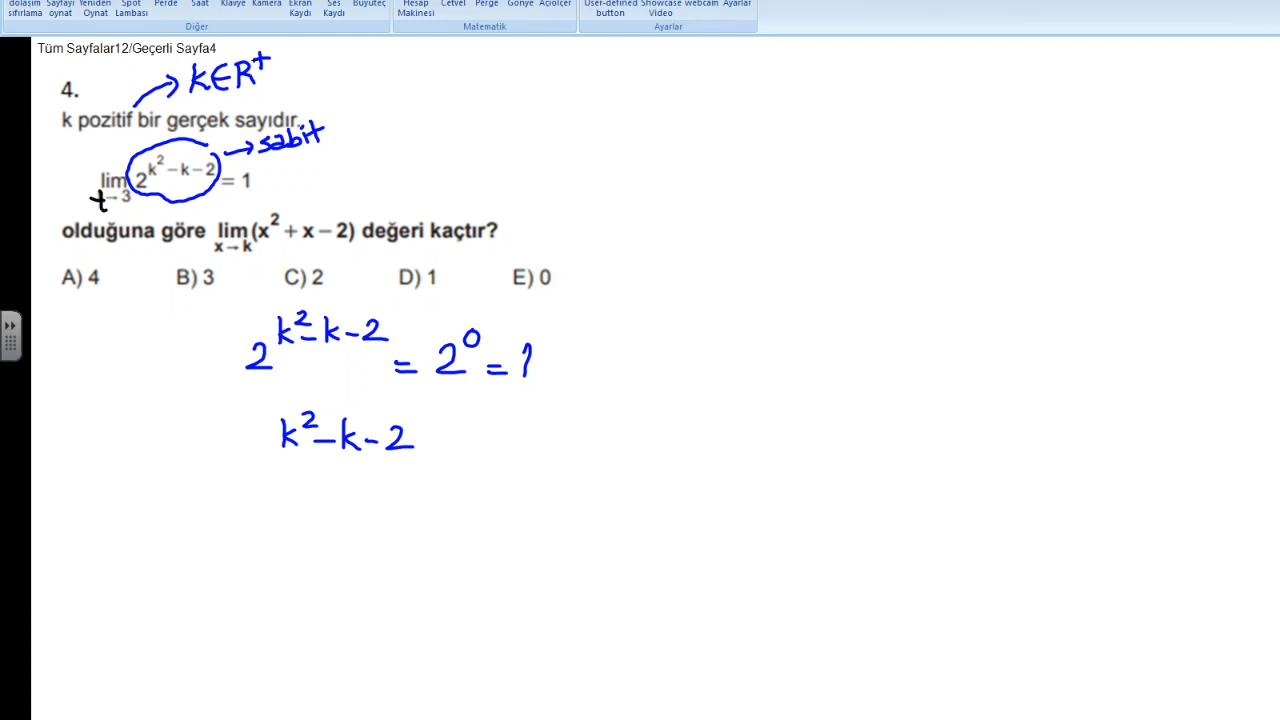 dolaşım Sayfayı Yeniden Spot Perde Saat Klavye Kamera Ekran Ses Büyüteç
sıfırlama oynat Oynat Lambası Kaydı Kaydı
Diğer
Hesap Cetvel Perge Gönye Açıölçer
Makinesi
Matematik
User-defined Showcase webcam Ayarlar
button Video
Ayarlar
Tüm Sayfalar12/Geçerli Sayfa4
k∈R⁺
4.
k pozitif bir gerçek sayıdır.
sabit
lim 2^(k² − k − 2) = 1
t → 3
olduğuna göre lim (x² + x − 2) değeri kaçtır?
x → k
A) 4 B) 3 C) 2 D) 1 E) 0
2^(k² − k − 2) = 2⁰ = 1
k² − k − 2